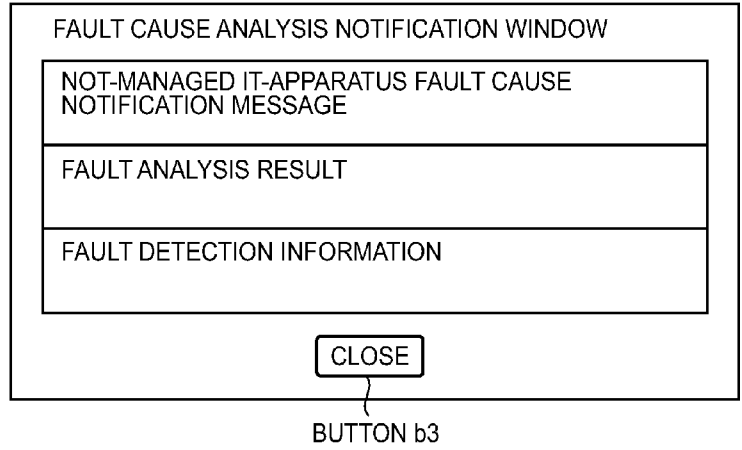 FAULT CAUSE ANALYSIS NOTIFICATION WINDOW
NOT-MANAGED IT-APPARATUS FAULT CAUSE
NOTIFICATION MESSAGE
FAULT ANALYSIS RESULT
FAULT DETECTION INFORMATION
CLOSE
BUTTON b3